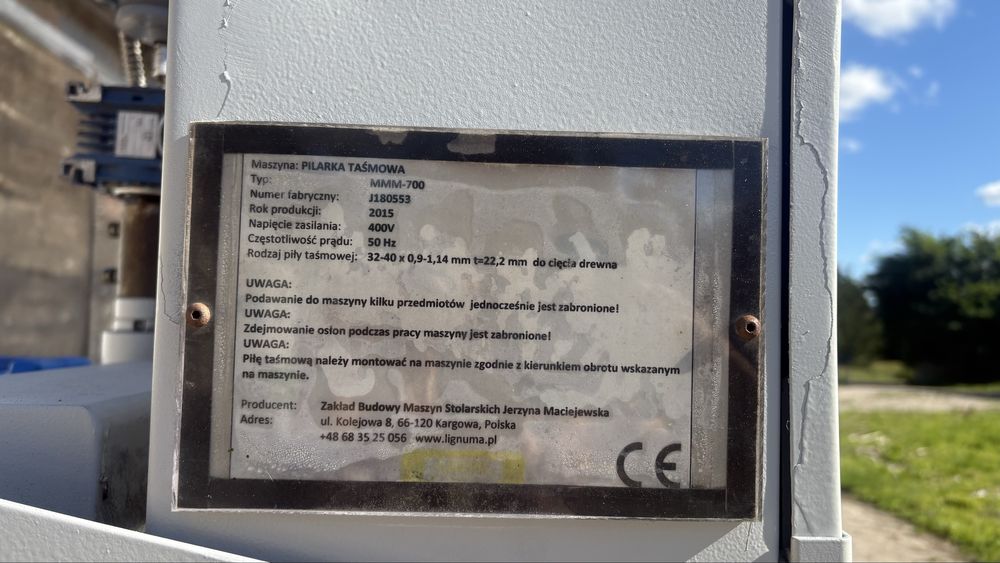 Maszyna: PILARKA TAŚMOWA
Typ: MMM-700
Numer fabryczny: J180553
Rok produkcji: 2015
Napięcie zasilania: 400V
Częstotliwość prądu: 50 Hz
Rodzaj piły taśmowej: 32-40 x 0,9-1,14 mm t=22,2 mm do cięcia drewna
UWAGA:
Podawanie do maszyny kilku przedmiotów jednocześnie jest zabronione!
UWAGA:
Zdejmowanie osłon podczas pracy maszyny jest zabronione!
UWAGA:
Piłę taśmową należy montować na maszynie zgodnie z kierunkiem obrotu wskazanym
na maszynie.
Producent: Zakład Budowy Maszyn Stolarskich Jerzyna Maciejewska
Adres: ul. Kolejowa 8, 66-120 Kargowa, Polska
+48 68 35 25 056 www.lignuma.pl
CE